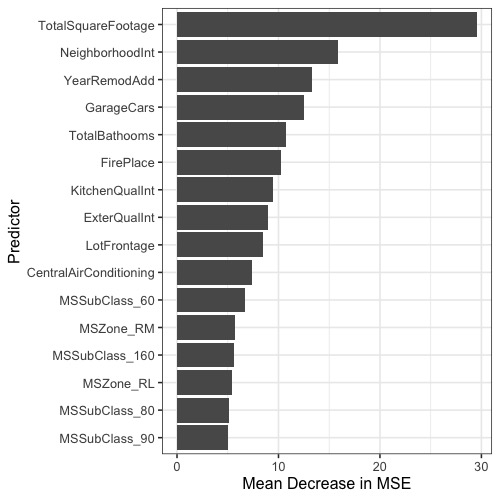 TotalSquareFootage
NeighborhoodInt
YearRemodAdd
GarageCars
TotalBathooms
FirePlace
KitchenQualInt
ExterQualInt
LotFrontage
CentralAirConditioning
MSSubClass_60
MSZone_RM
MSSubClass_160
MSZone_RL
MSSubClass_80
MSSubClass_90
Predictor
0 10 20 30
Mean Decrease in MSE